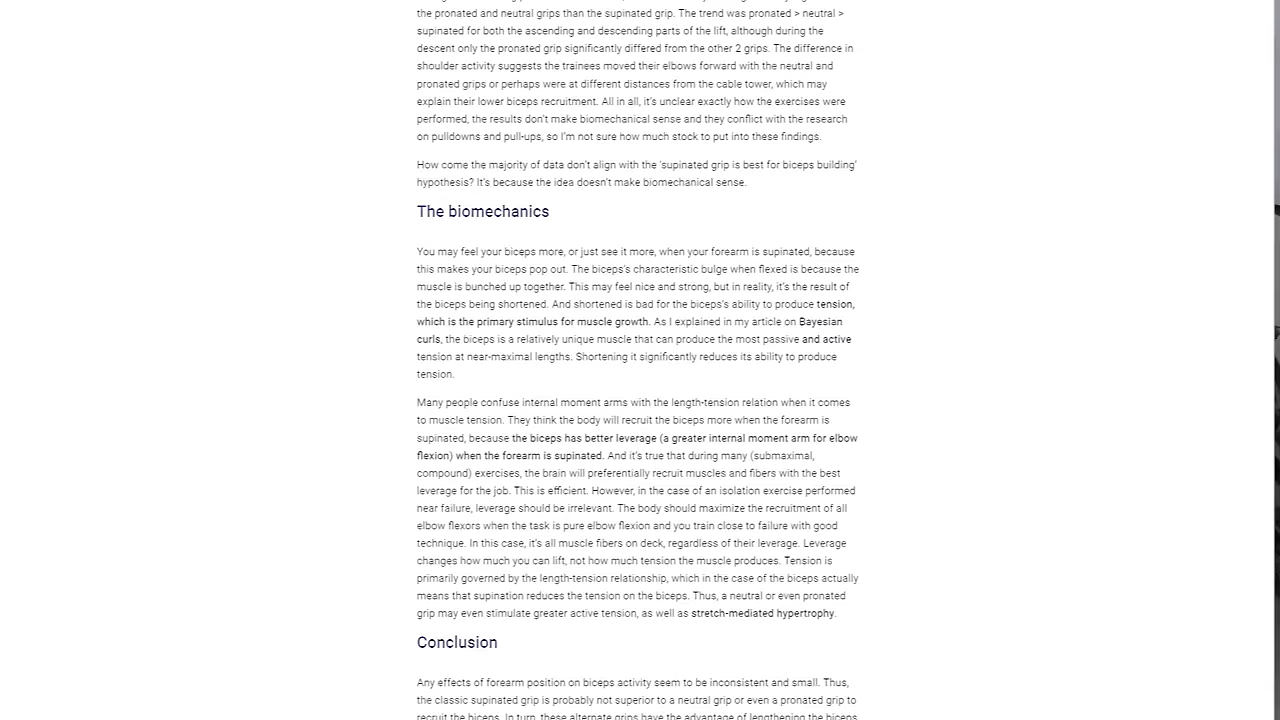 the pronated and neutral grips than the supinated grip. The trend was pronated > neutral >
supinated for both the ascending and descending parts of the lift, although during the
descent only the pronated grip significantly differed from the other 2 grips. The difference in
shoulder activity suggests the trainees moved their elbows forward with the neutral and
pronated grips or perhaps were at different distances from the cable tower, which may
explain their lower biceps recruitment. All in all, it's unclear exactly how the exercises were
performed, the results don't make biomechanical sense and they conflict with the research
on pulldowns and pull-ups, so I'm not sure how much stock to put into these findings.
How come the majority of data don't align with the 'supinated grip is best for biceps building'
hypothesis? It's because the idea doesn't make biomechanical sense.
The biomechanics
You may feel your biceps more, or just see it more, when your forearm is supinated, because
this makes your biceps pop out. The biceps's characteristic bulge when flexed is because the
muscle is bunched up together. This may feel nice and strong, but in reality, it's the result of
the biceps being shortened. And shortened is bad for the biceps's ability to produce tension,
which is the primary stimulus for muscle growth. As I explained in my article on Bayesian
curls, the biceps is a relatively unique muscle that can produce the most passive and active
tension at near-maximal lengths. Shortening it significantly reduces its ability to produce
tension.
Many people confuse internal moment arms with the length-tension relation when it comes
to muscle tension. They think the body will recruit the biceps more when the forearm is
supinated, because the biceps has better leverage (a greater internal moment arm for elbow
flexion) when the forearm is supinated. And it's true that during many (submaximal,
compound) exercises, the brain will preferentially recruit muscles and fibers with the best
leverage for the job. This is efficient. However, in the case of an isolation exercise performed
near failure, leverage should be irrelevant. The body should maximize the recruitment of all
elbow flexors when the task is pure elbow flexion and you train close to failure with good
technique. In this case, it's all muscle fibers on deck, regardless of their leverage. Leverage
changes how much you can lift, not how much tension the muscle produces. Tension is
primarily governed by the length-tension relationship, which in the case of the biceps actually
means that supination reduces the tension on the biceps. Thus, a neutral or even pronated
grip may even stimulate greater active tension, as well as stretch-mediated hypertrophy.
Conclusion
Any effects of forearm position on biceps activity seem to be inconsistent and small. Thus,
the classic supinated grip is probably not superior to a neutral grip or even a pronated grip to
recruit the biceps. In turn, these alternate grips have the advantage of lengthening the biceps